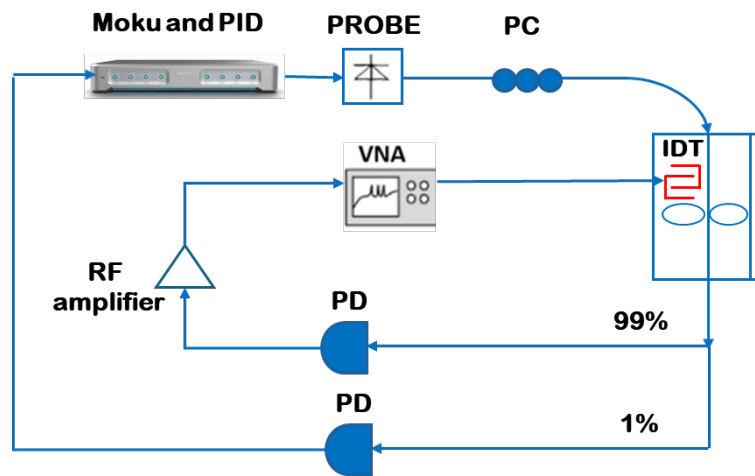 Moku and PID
PROBE
PC
IDT
VNA
RF
amplifier
PD
99%
PD
1%